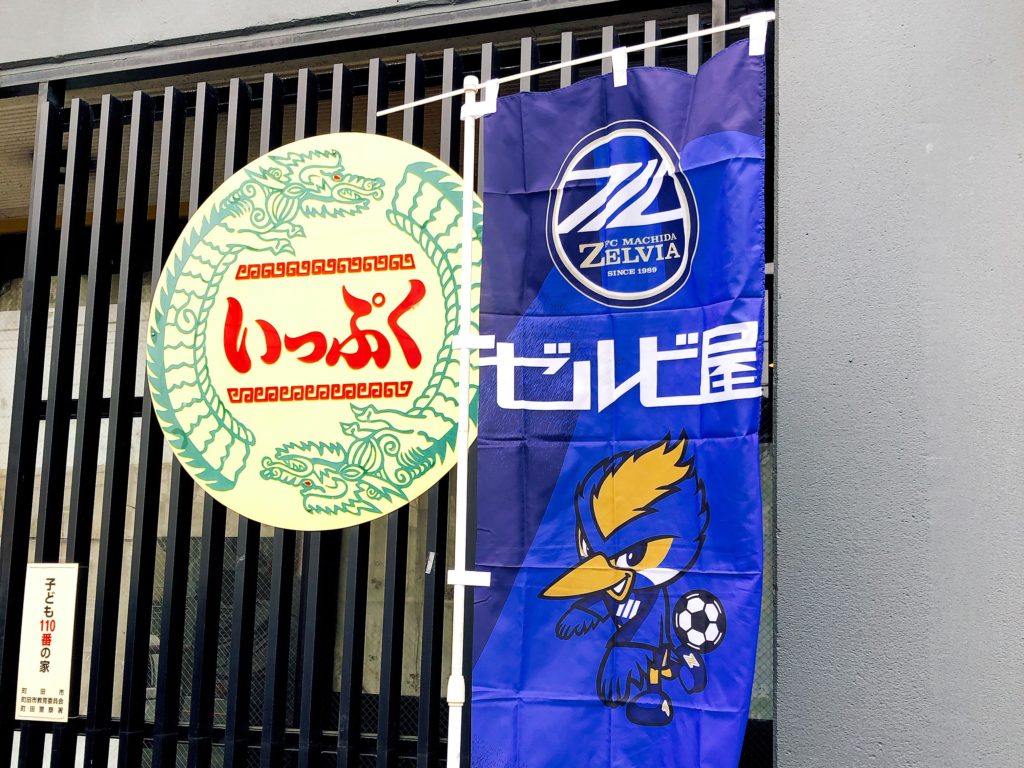 いっぷく
FC MACHIDA
ZELVIA
SINCE 1989
ゼルビ屋
子ども110番の家
町田市
町田市教育委員会
町田警察署